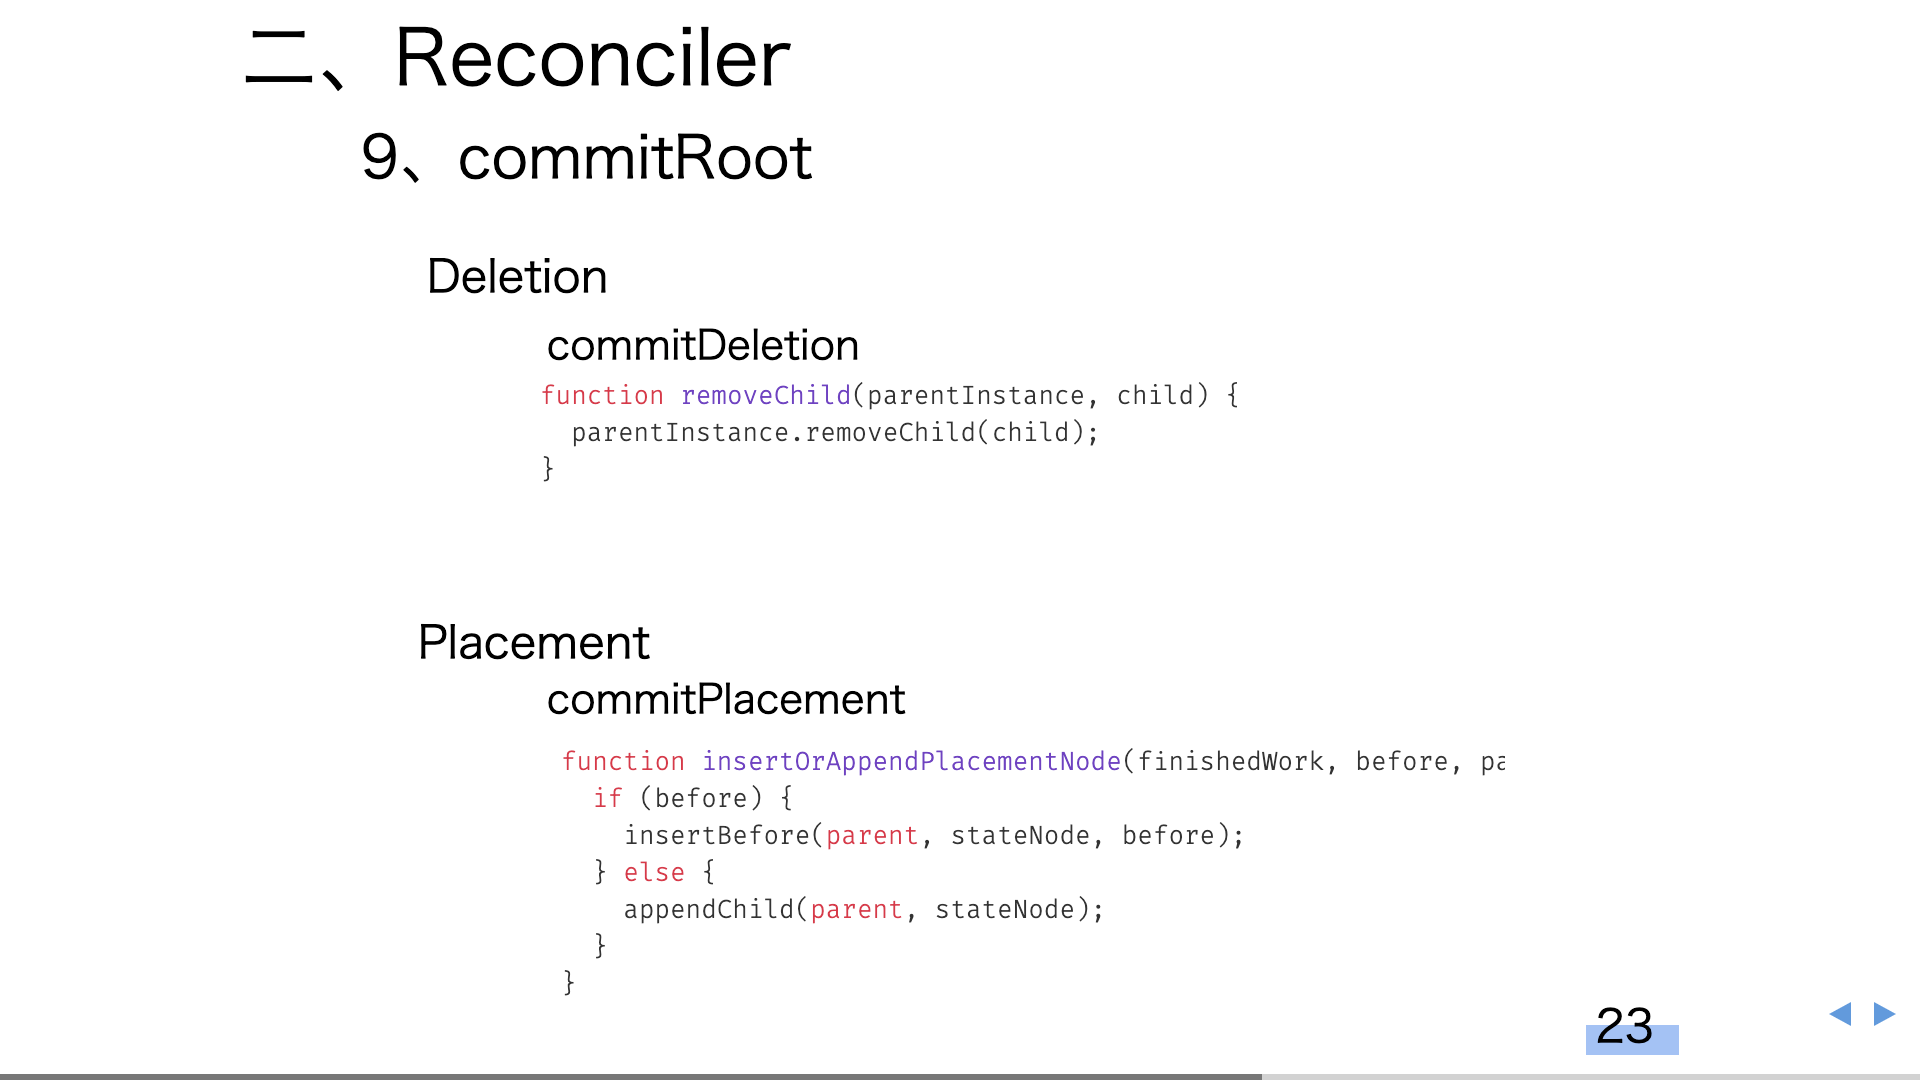 二、Reconciler
9、commitRoot
Deletion
commitDeletion
function removeChild(parentInstance, child) {
  parentInstance.removeChild(child);
}
Placement
commitPlacement
function insertOrAppendPlacementNode(finishedWork, before, pa
  if (before) {
    insertBefore(parent, stateNode, before);
  } else {
    appendChild(parent, stateNode);
  }
}
23